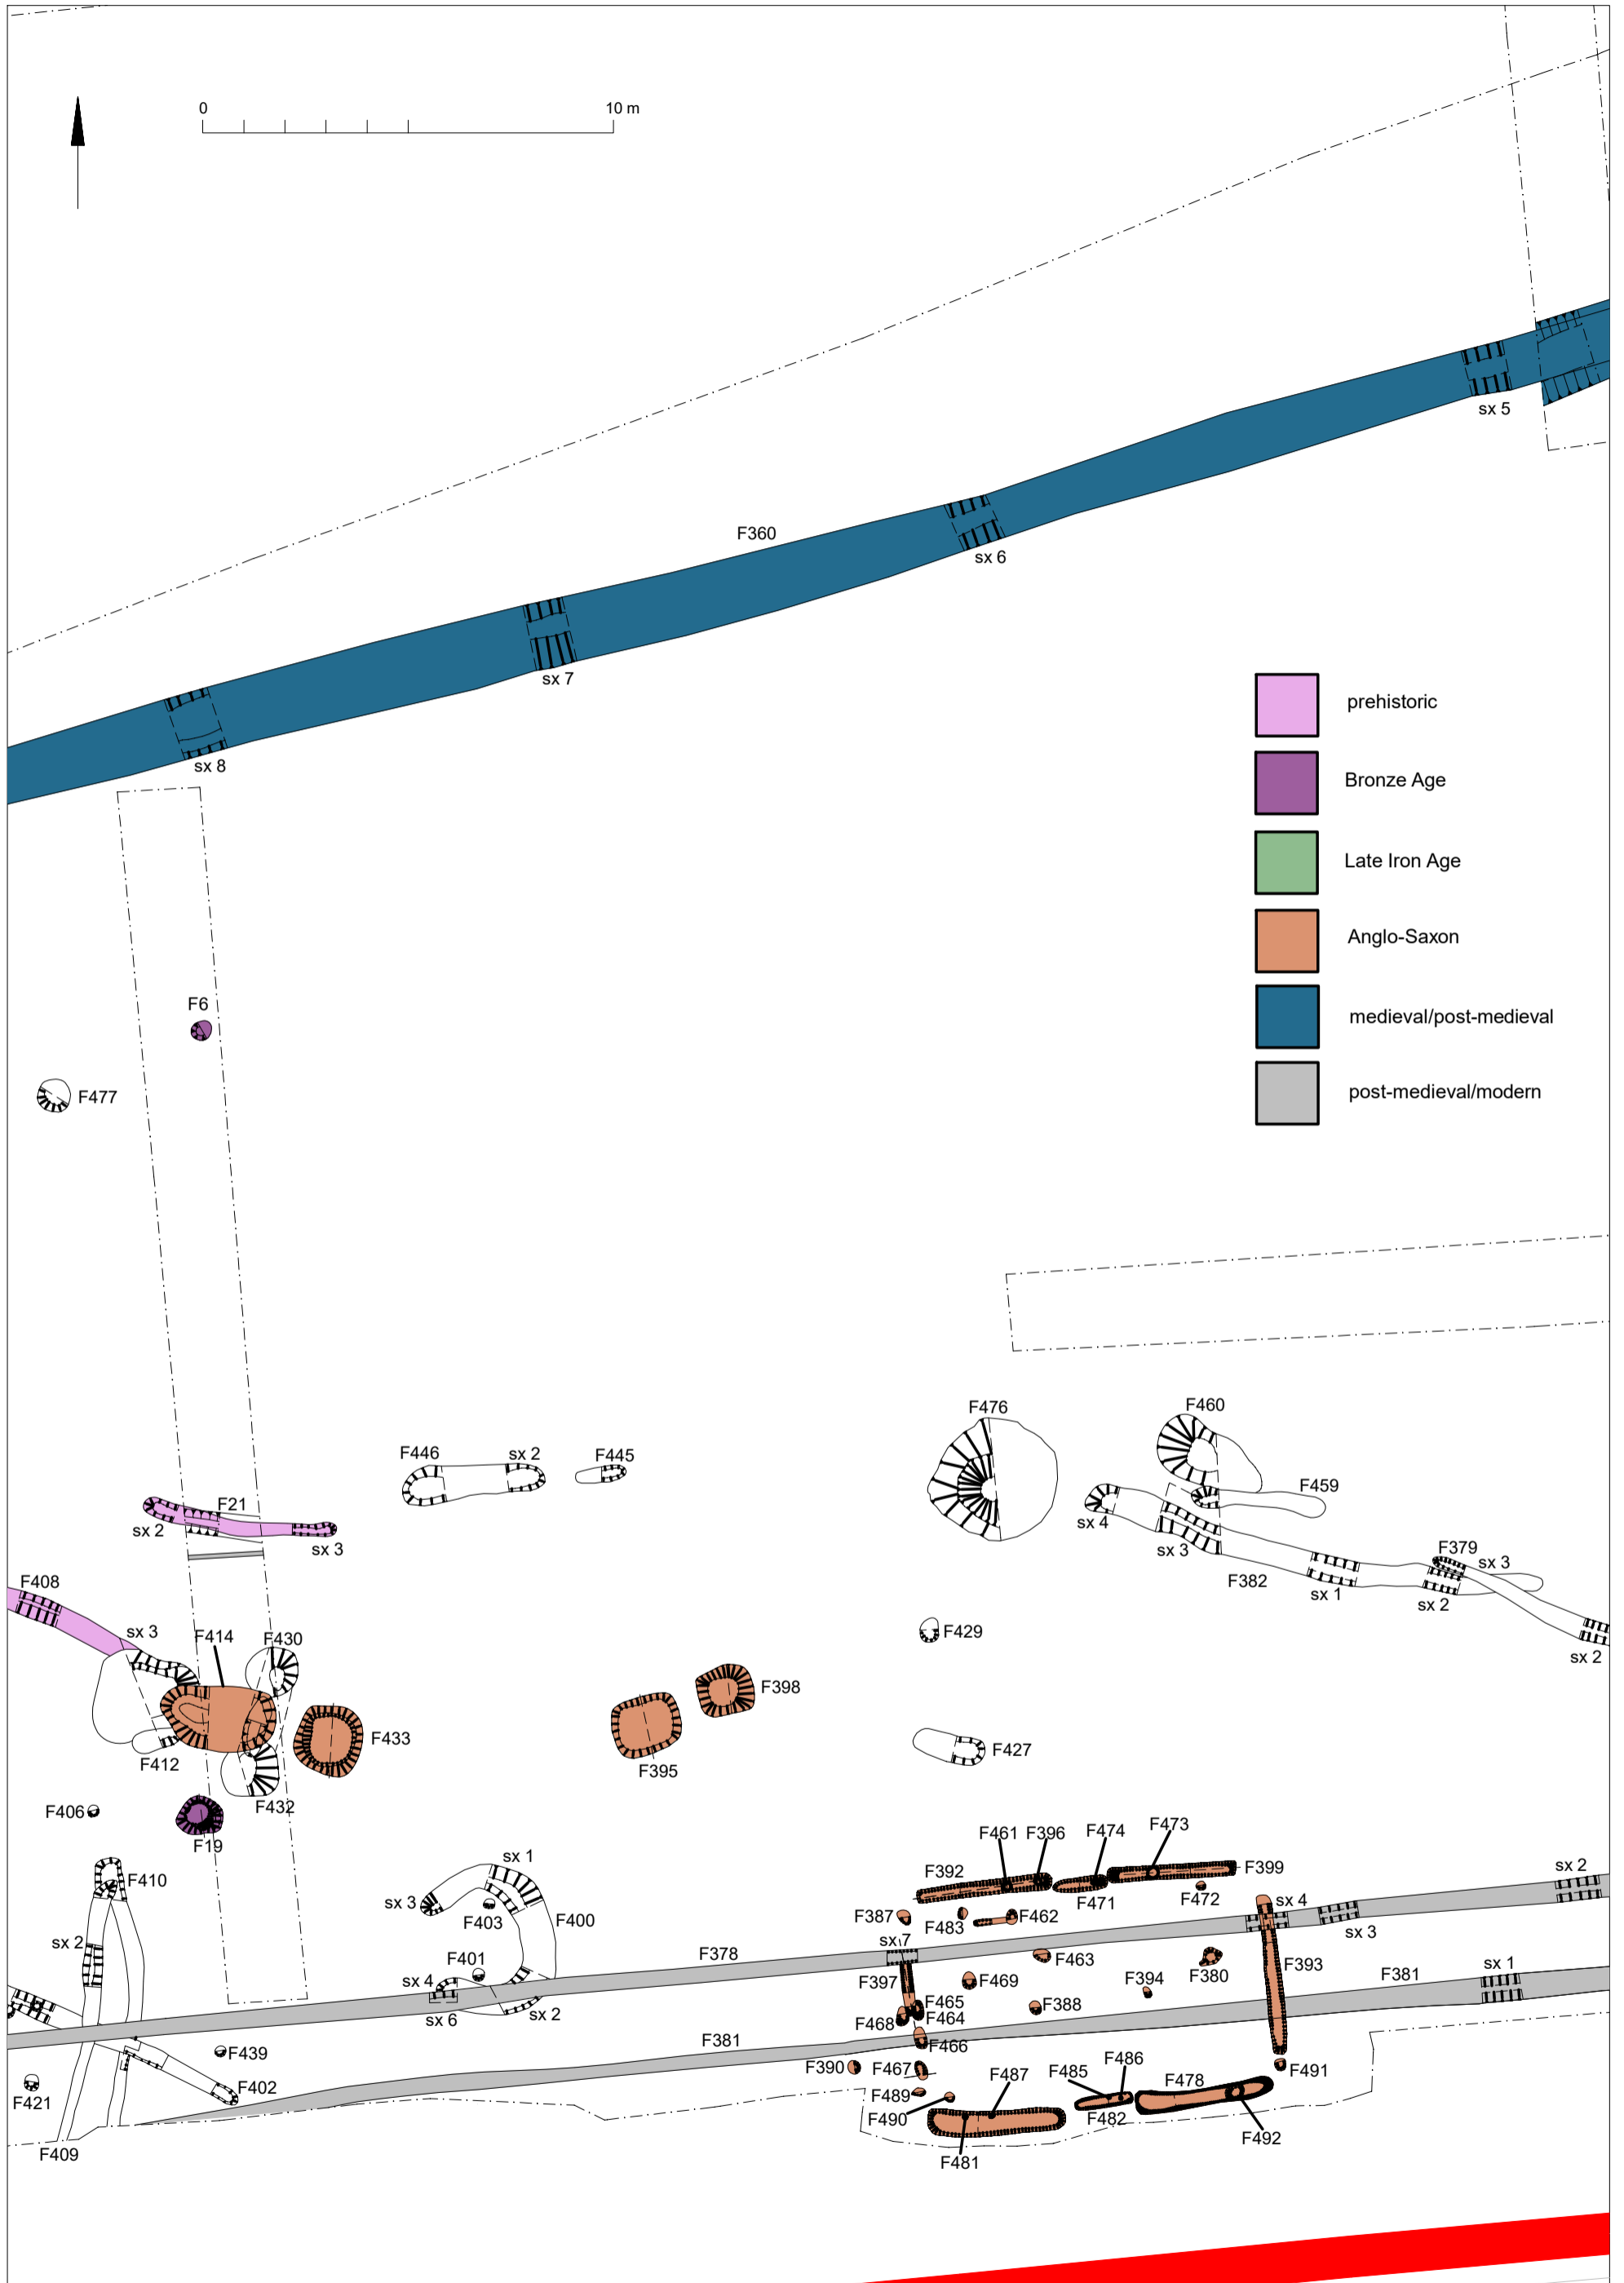 0 10 m
sx 5
F360
sx 6
sx 7
sx 8
prehistoric
Bronze Age
Late Iron Age
Anglo-Saxon
medieval/post-medieval
post-medieval/modern
F6
F477
F476
F460
F446
sx 2
F445
F459
F21
sx 2
sx 3
sx 4
sx 3
F382
sx 1
F379
sx 3
sx 2
sx 2
F408
sx 3
F414
F430
F429
F398
F433
F395
F427
F412
F432
F406
F19
F410
sx 1
sx 3
F403
F400
F461
F396
F474
F473
F392
F399
F471
F472
sx 4
sx 2
F387
F483
F462
sx 3
sx 2
sx 7
F378
F463
F401
sx 4
F397
F469
F394
F380
F393
F381
sx 1
sx 6
sx 2
F465
F464
F468
F388
F466
F381
F439
F390
F467
F487
F485
F486
F478
F491
F402
F421
F489
F490
F482
F492
F409
F481